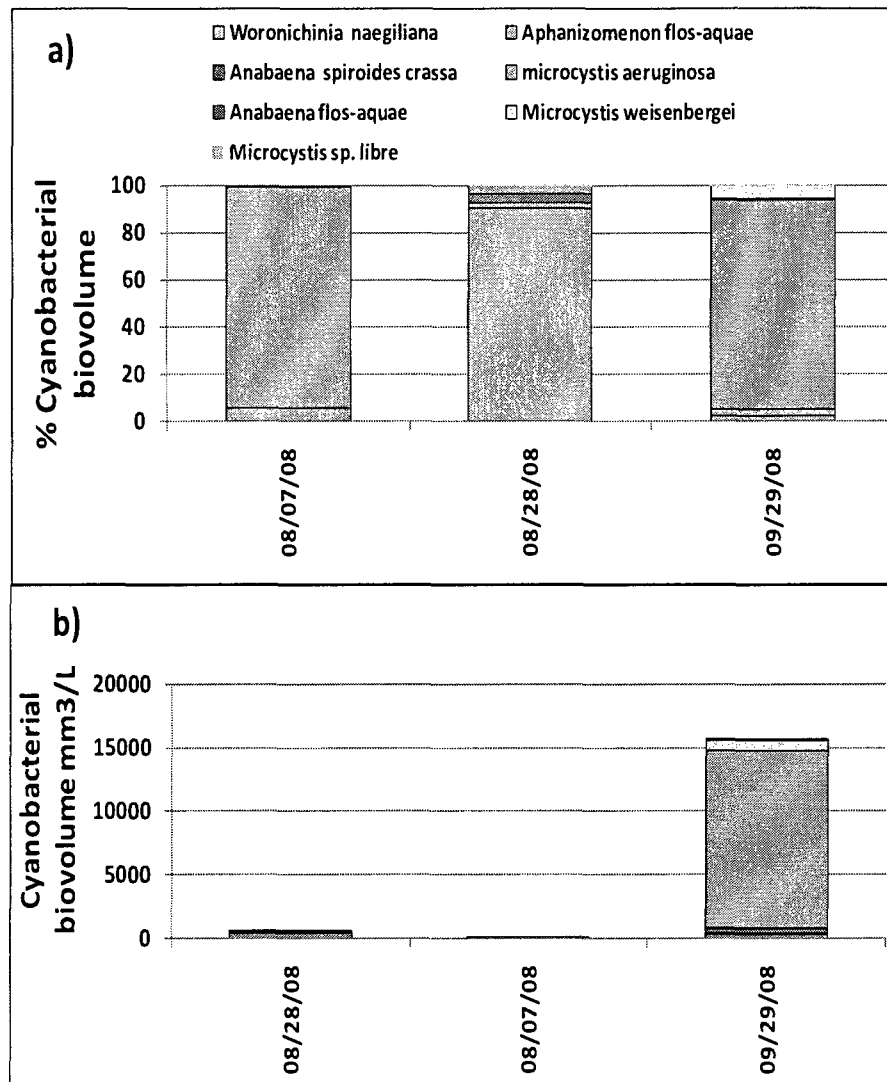 a)
Woronichinia naegiliana Aphanizomenon flos-aquae
Anabaena spiroides crassa microcystis aeruginosa
Anabaena flos-aquae Microcystis weisenbergei
Microcystis sp. libre
% Cyanobacterial
biovolume
100
80
60
40
20
0
08/07/08 08/28/08 09/29/08
b)
Cyanobacterial
biovolume mm3/L
20000
15000
10000
5000
0
08/28/08 08/07/08 09/29/08